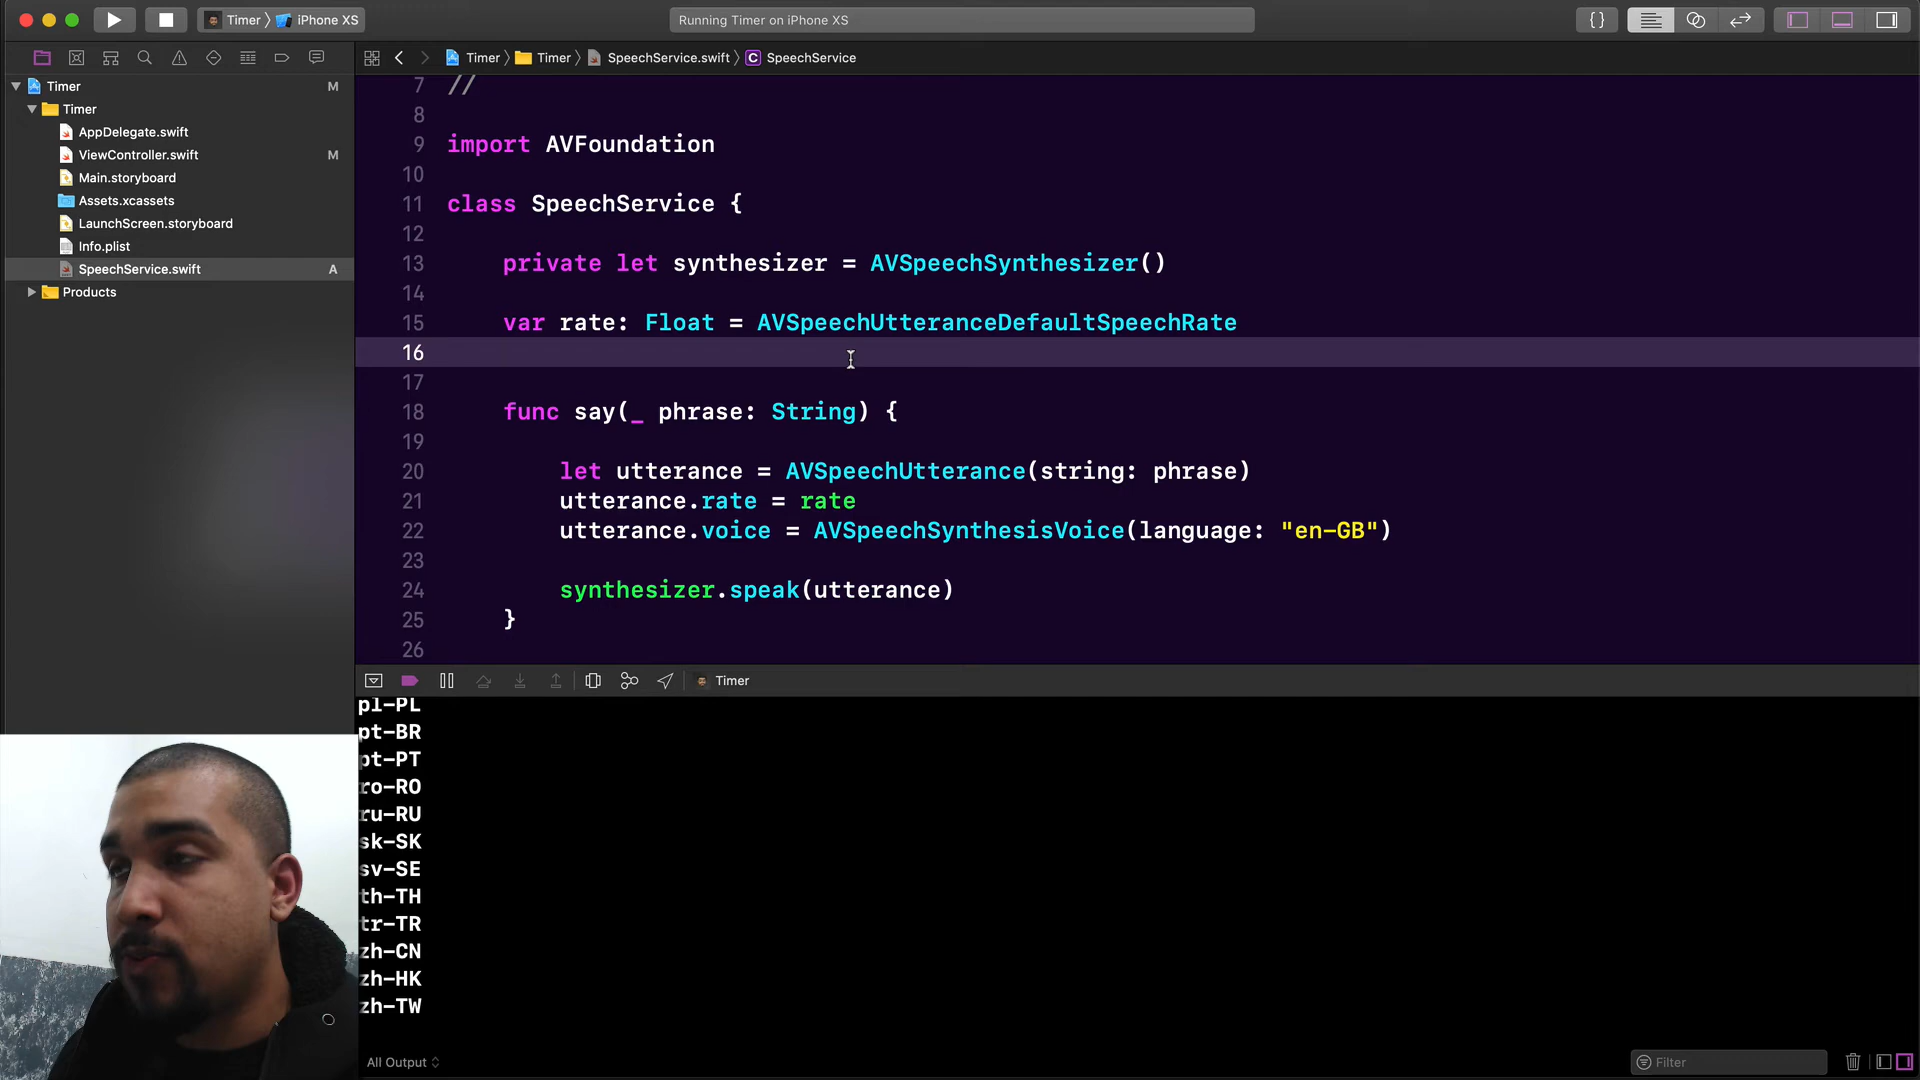 Timer 〉 iPhone XS
Running Timer on iPhone XS
{}
Timer 〉 Timer 〉 SpeechService.swift 〉 C SpeechService
Timer M
Timer
AppDelegate.swift
ViewController.swift M
Main.storyboard
Assets.xcassets
LaunchScreen.storyboard
Info.plist
SpeechService.swift A
Products
7 //
8
9 import AVFoundation
10
11 class SpeechService {
12
13 private let synthesizer = AVSpeechSynthesizer()
14
15 var rate: Float = AVSpeechUtteranceDefaultSpeechRate
16
17
18 func say(_ phrase: String) {
19
20 let utterance = AVSpeechUtterance(string: phrase)
21 utterance.rate = rate
22 utterance.voice = AVSpeechSynthesisVoice(language: "en-GB")
23
24 synthesizer.speak(utterance)
25 }
26
Timer
pl-PL
pt-BR
pt-PT
ro-RO
ru-RU
sk-SK
sv-SE
th-TH
tr-TR
zh-CN
zh-HK
zh-TW
All Output
Filter